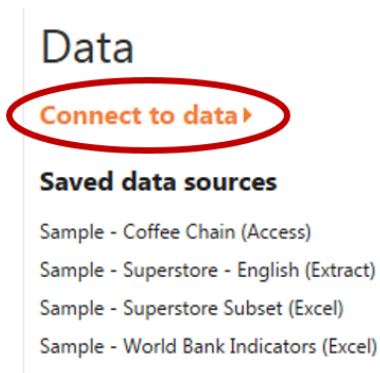 Data
Connect to data
Saved data sources
Sample - Coffee Chain (Access)
Sample - Superstore - English (Extract)
Sample - Superstore Subset (Excel)
Sample - World Bank Indicators (Excel)